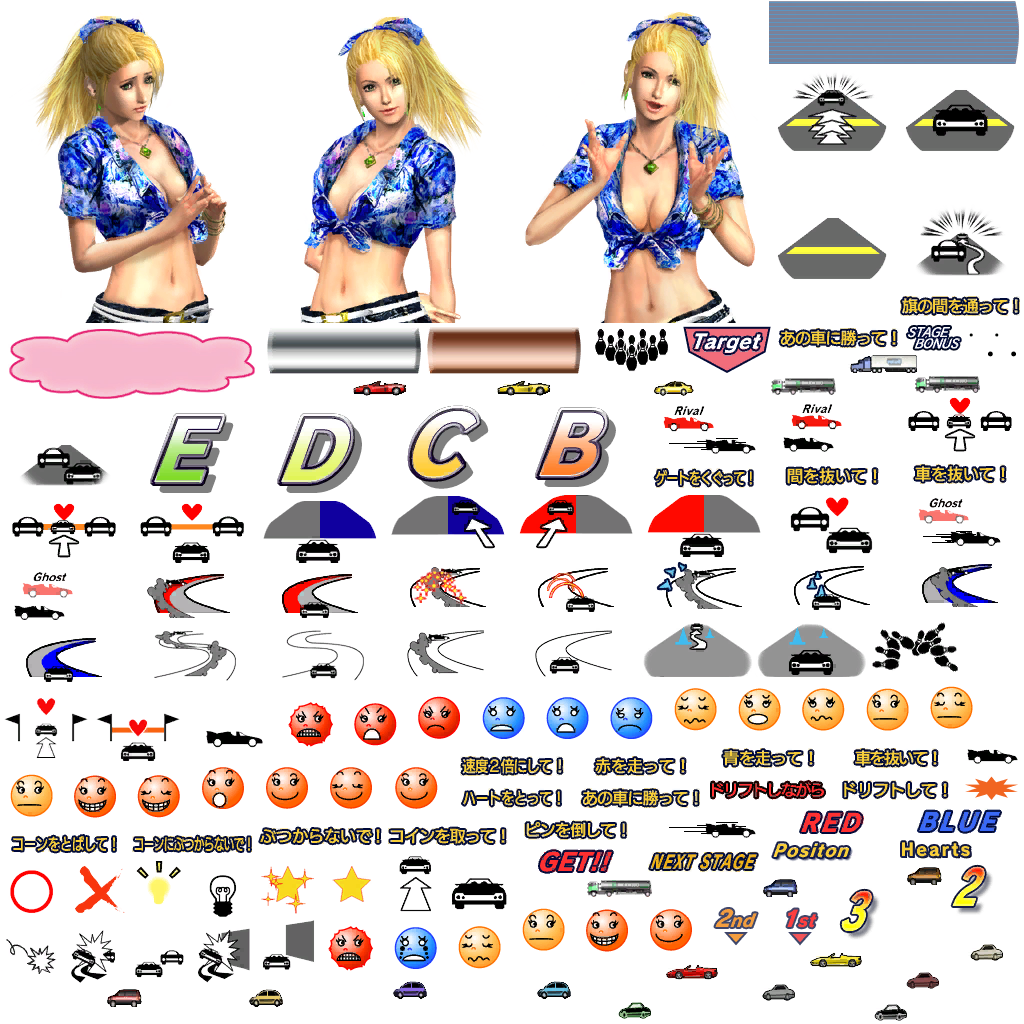 旗の間を通って!
Target
あの車に勝って!
STAGE
BONUS
E
D
C
B
Rival
Rival
ゲートをくぐって!
間を抜いて!
車を抜いて!
Ghost
Ghost
速度2倍にして!
赤を走って!
青を走って!
車を抜いて!
ハートをとって!
あの車に勝って!
ドリフトしながら
ドリフトして!
コーンをとばして!
コーンにぶつからないで!
ぶつからないで!
コインを取って!
ピンを倒して!
RED
BLUE
GET!!
NEXT STAGE
Positon
Hearts
2nd
1st
3
2